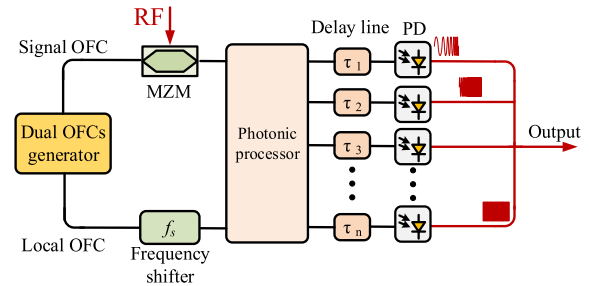 RF
Signal OFC
MZM
Delay line
PD
Dual OFCs
generator
Photonic
processor
τ 1
τ 2
τ 3
τ n
Output
Local OFC
fs
Frequency
shifter